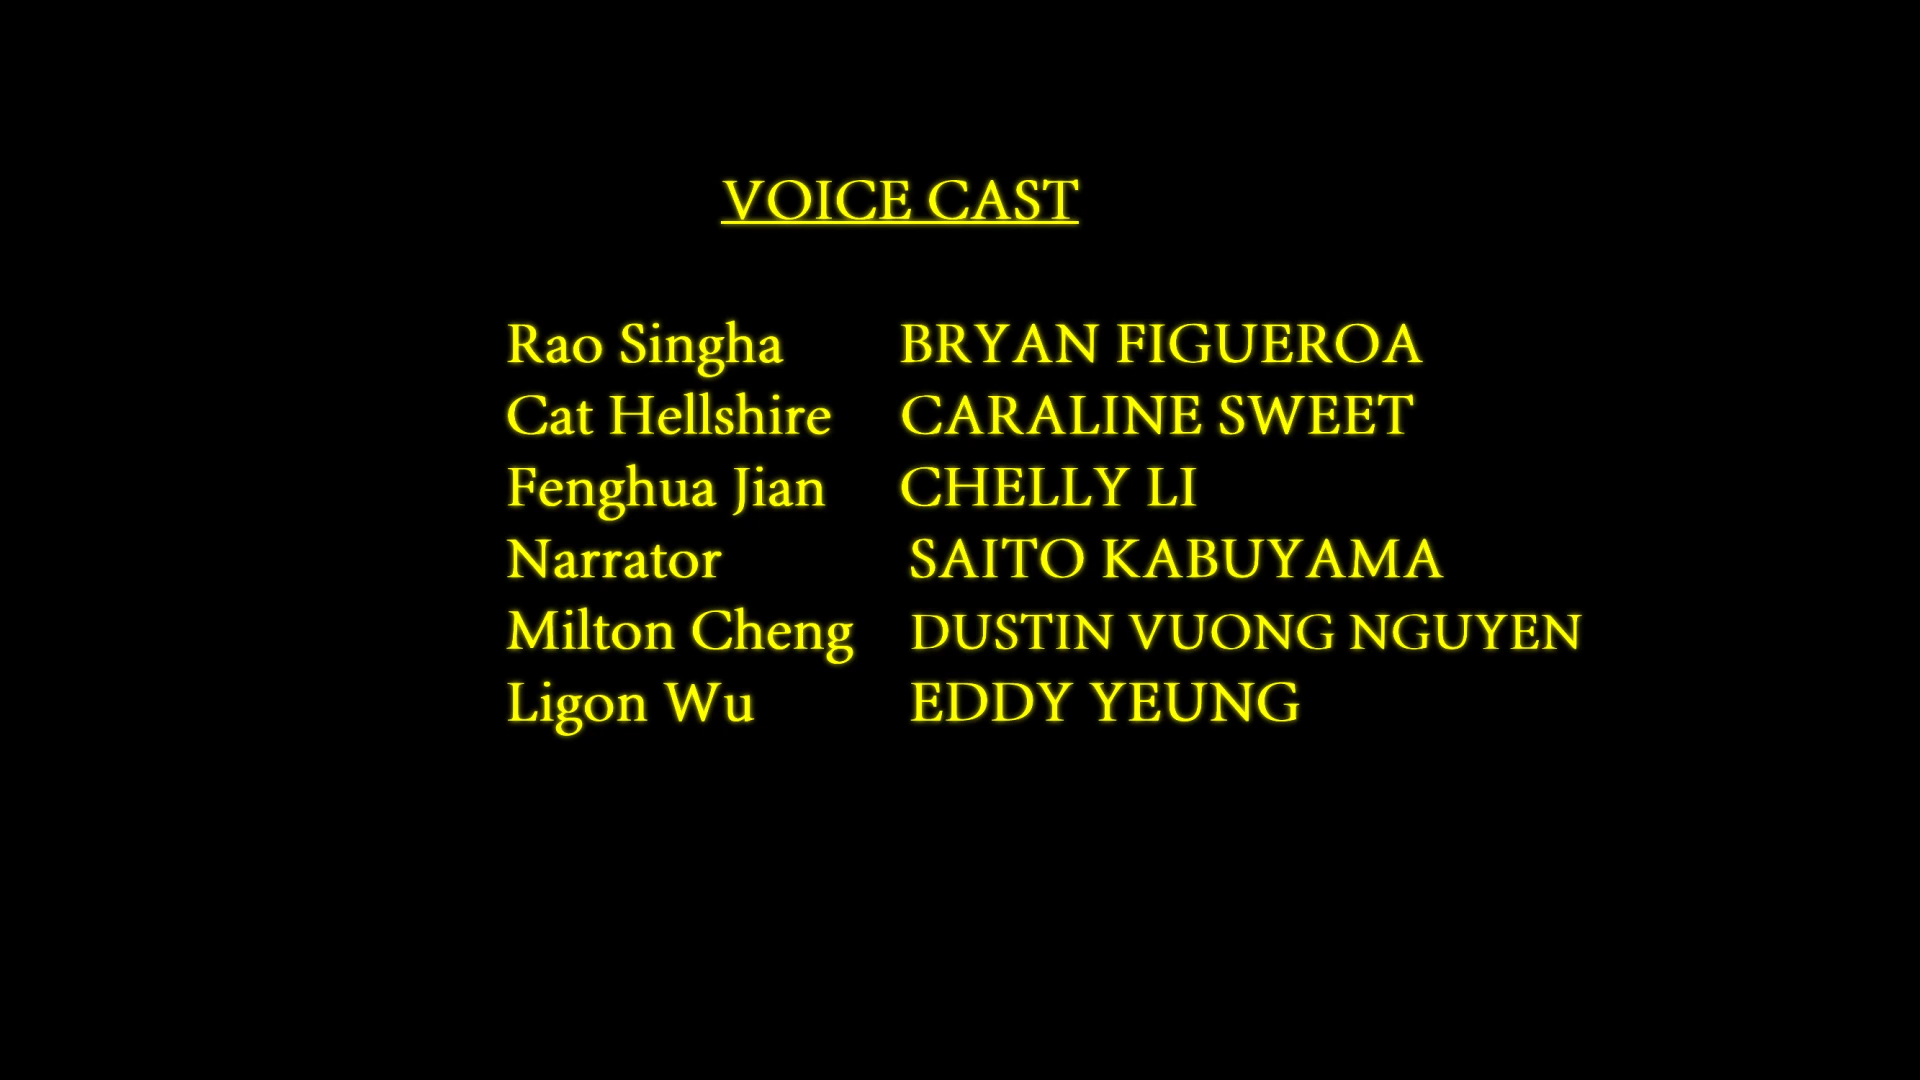 VOICE CAST
Rao Singha BRYAN FIGUEROA
Cat Hellshire CARALINE SWEET
Fenghua Jian CHELLY LI
Narrator SAITO KABUYAMA
Milton Cheng DUSTIN VUONG NGUYEN
Ligon Wu EDDY YEUNG